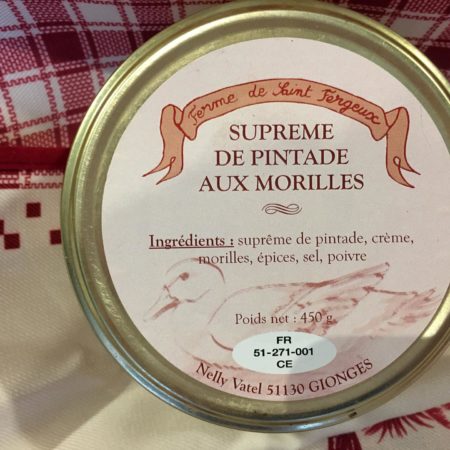 Ferme de Saint Fergeux
SUPREME
DE PINTADE
AUX MORILLES
Ingrédients : suprême de pintade, crème,
morilles, épices, sel, poivre
Poids net : 450 g
FR
51-271-001
CE
Nelly Vatel 51130 GIONGES